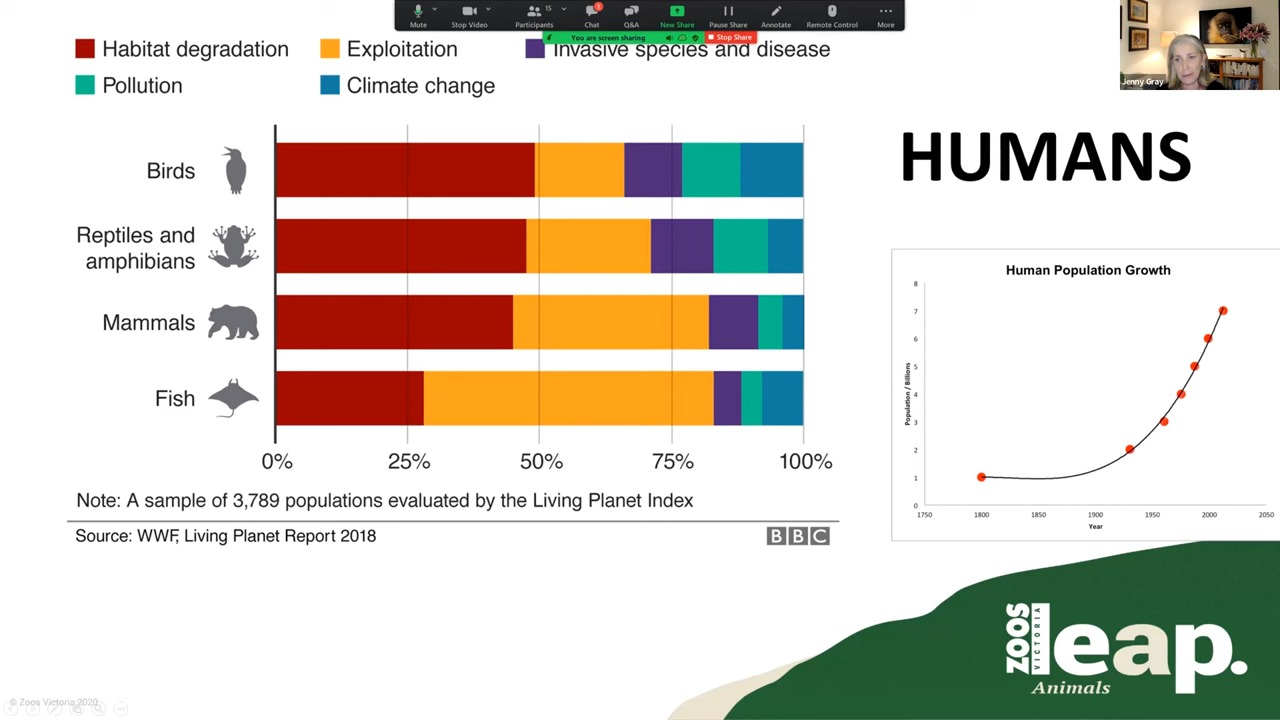 Mute
Stop Video
15
Participants
1
Chat
Q&A
New Share
Pause Share
Annotate
Remote Control
More
You are screen sharing
Stop Share
Jenny Gray
Habitat degradation
Exploitation
Invasive species and disease
Pollution
Climate change
Birds
Reptiles and
amphibians
Mammals
Fish
0% 25% 50% 75% 100%
Note: A sample of 3,789 populations evaluated by the Living Planet Index
Source: WWF, Living Planet Report 2018
BBC
HUMANS
Human Population Growth
Population / Billions
8
7
6
5
4
3
2
1
0
1750 1800 1850 1900 1950 2000 2050
Year
ZOOS
VICTORIA
leap.
Animals
© Zoos Victoria 2020